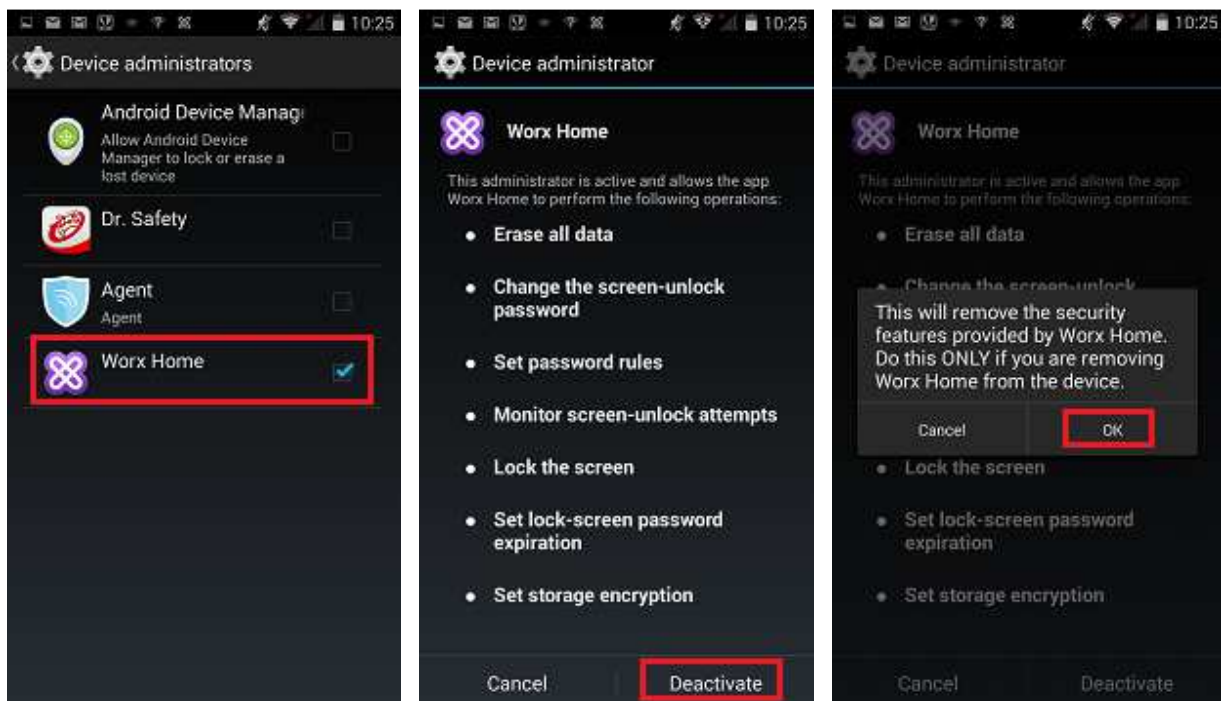 10:25
Device administrators
Android Device Manag
Allow Android Device
Manager to lock or erase a
lost device
Dr. Safety
Agent
Agent
Worx Home
10:25
Device administrator
Worx Home
This administrator is active and allows the app
Worx Home to perform the following operations:
• Erase all data
• Change the screen-unlock
password
• Set password rules
• Monitor screen-unlock attempts
• Lock the screen
• Set lock-screen password
expiration
• Set storage encryption
Cancel
Deactivate
10:25
Device administrator
Worx Home
This administrator is active and allows the app
Worx Home to perform the following operations:
• Erase all data
• Change the screen-unlock
This will remove the security
features provided by Worx Home.
Do this ONLY if you are removing
Worx Home from the device.
Cancel
OK
• Lock the screen
• Set lock-screen password
expiration
• Set storage encryption
Cancel
Deactivate